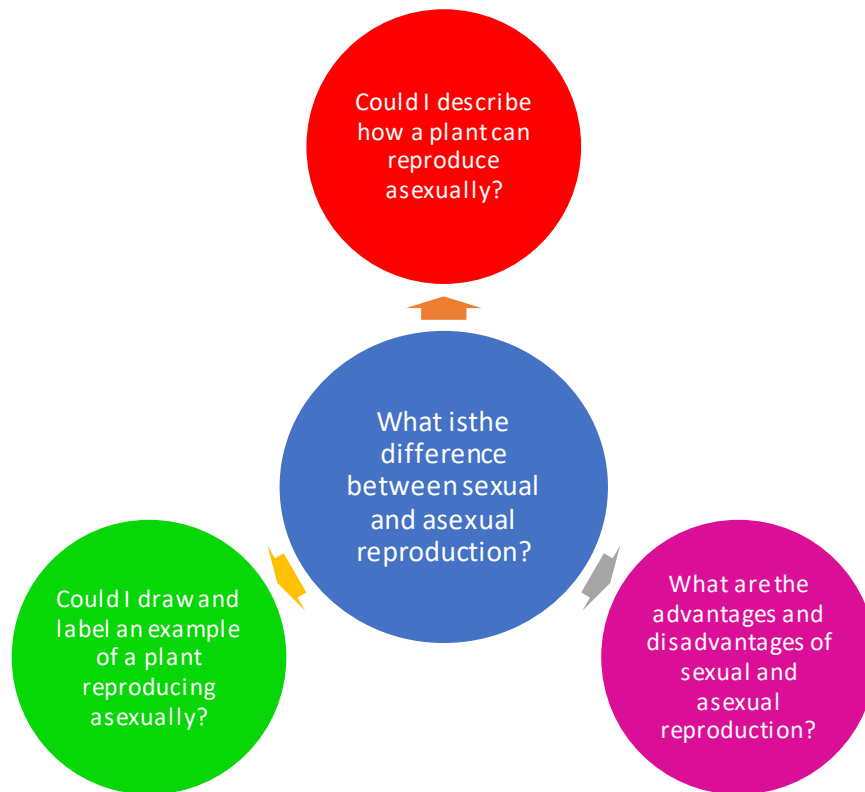 Could I describe
how a plant can
reproduce
asexually?
What isthe
difference
between sexual
and asexual
reproduction?
Could I draw and
label an example
of a plant
reproducing
asexually?
What are the
advantages and
disadvantages of
sexual and
asexual
reproduction?